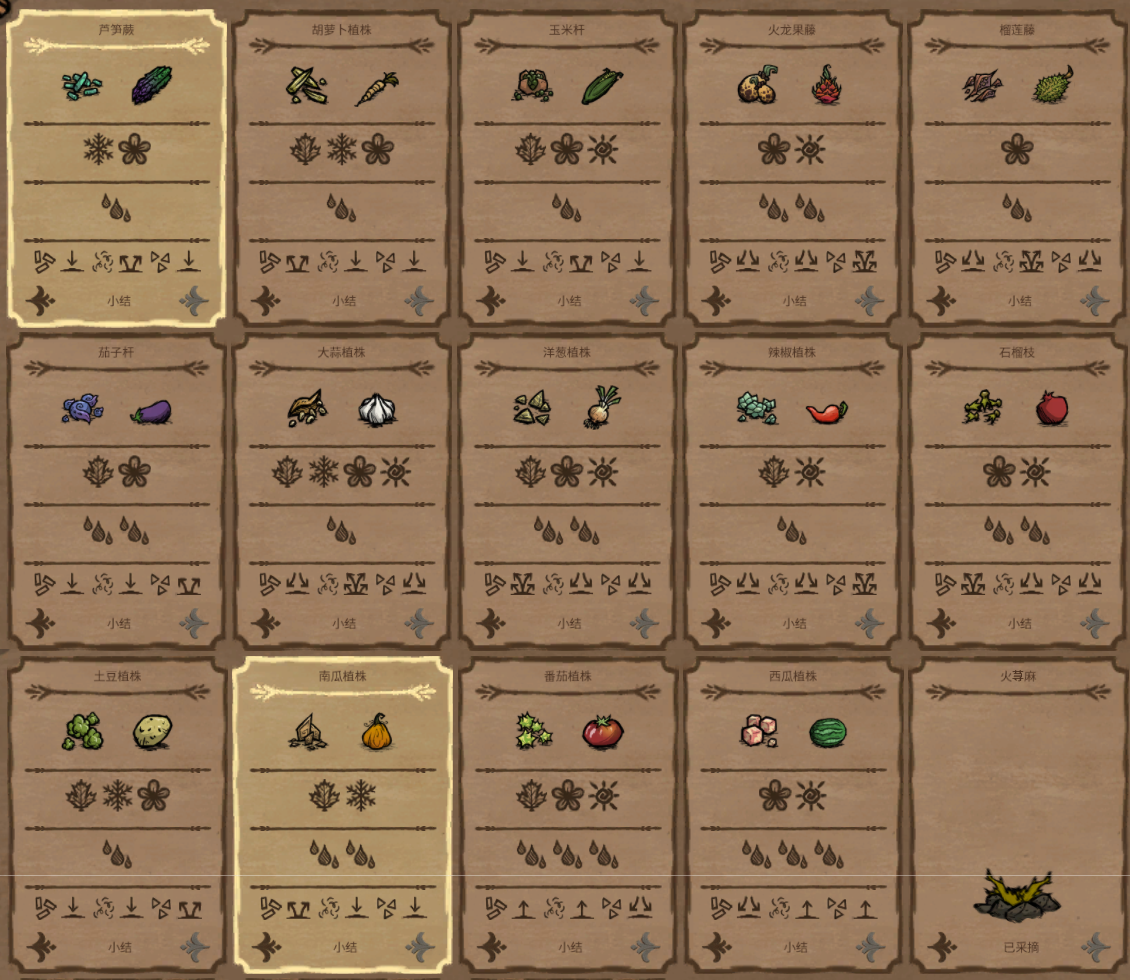 芦笋蕨
胡萝卜植株
玉米杆
火龙果藤
榴莲藤
小结
小结
小结
小结
小结
茄子杆
大蒜植株
洋葱植株
辣椒植株
石榴枝
小结
小结
小结
小结
小结
土豆植株
南瓜植株
番茄植株
西瓜植株
火荨麻
小结
小结
小结
小结
已采摘